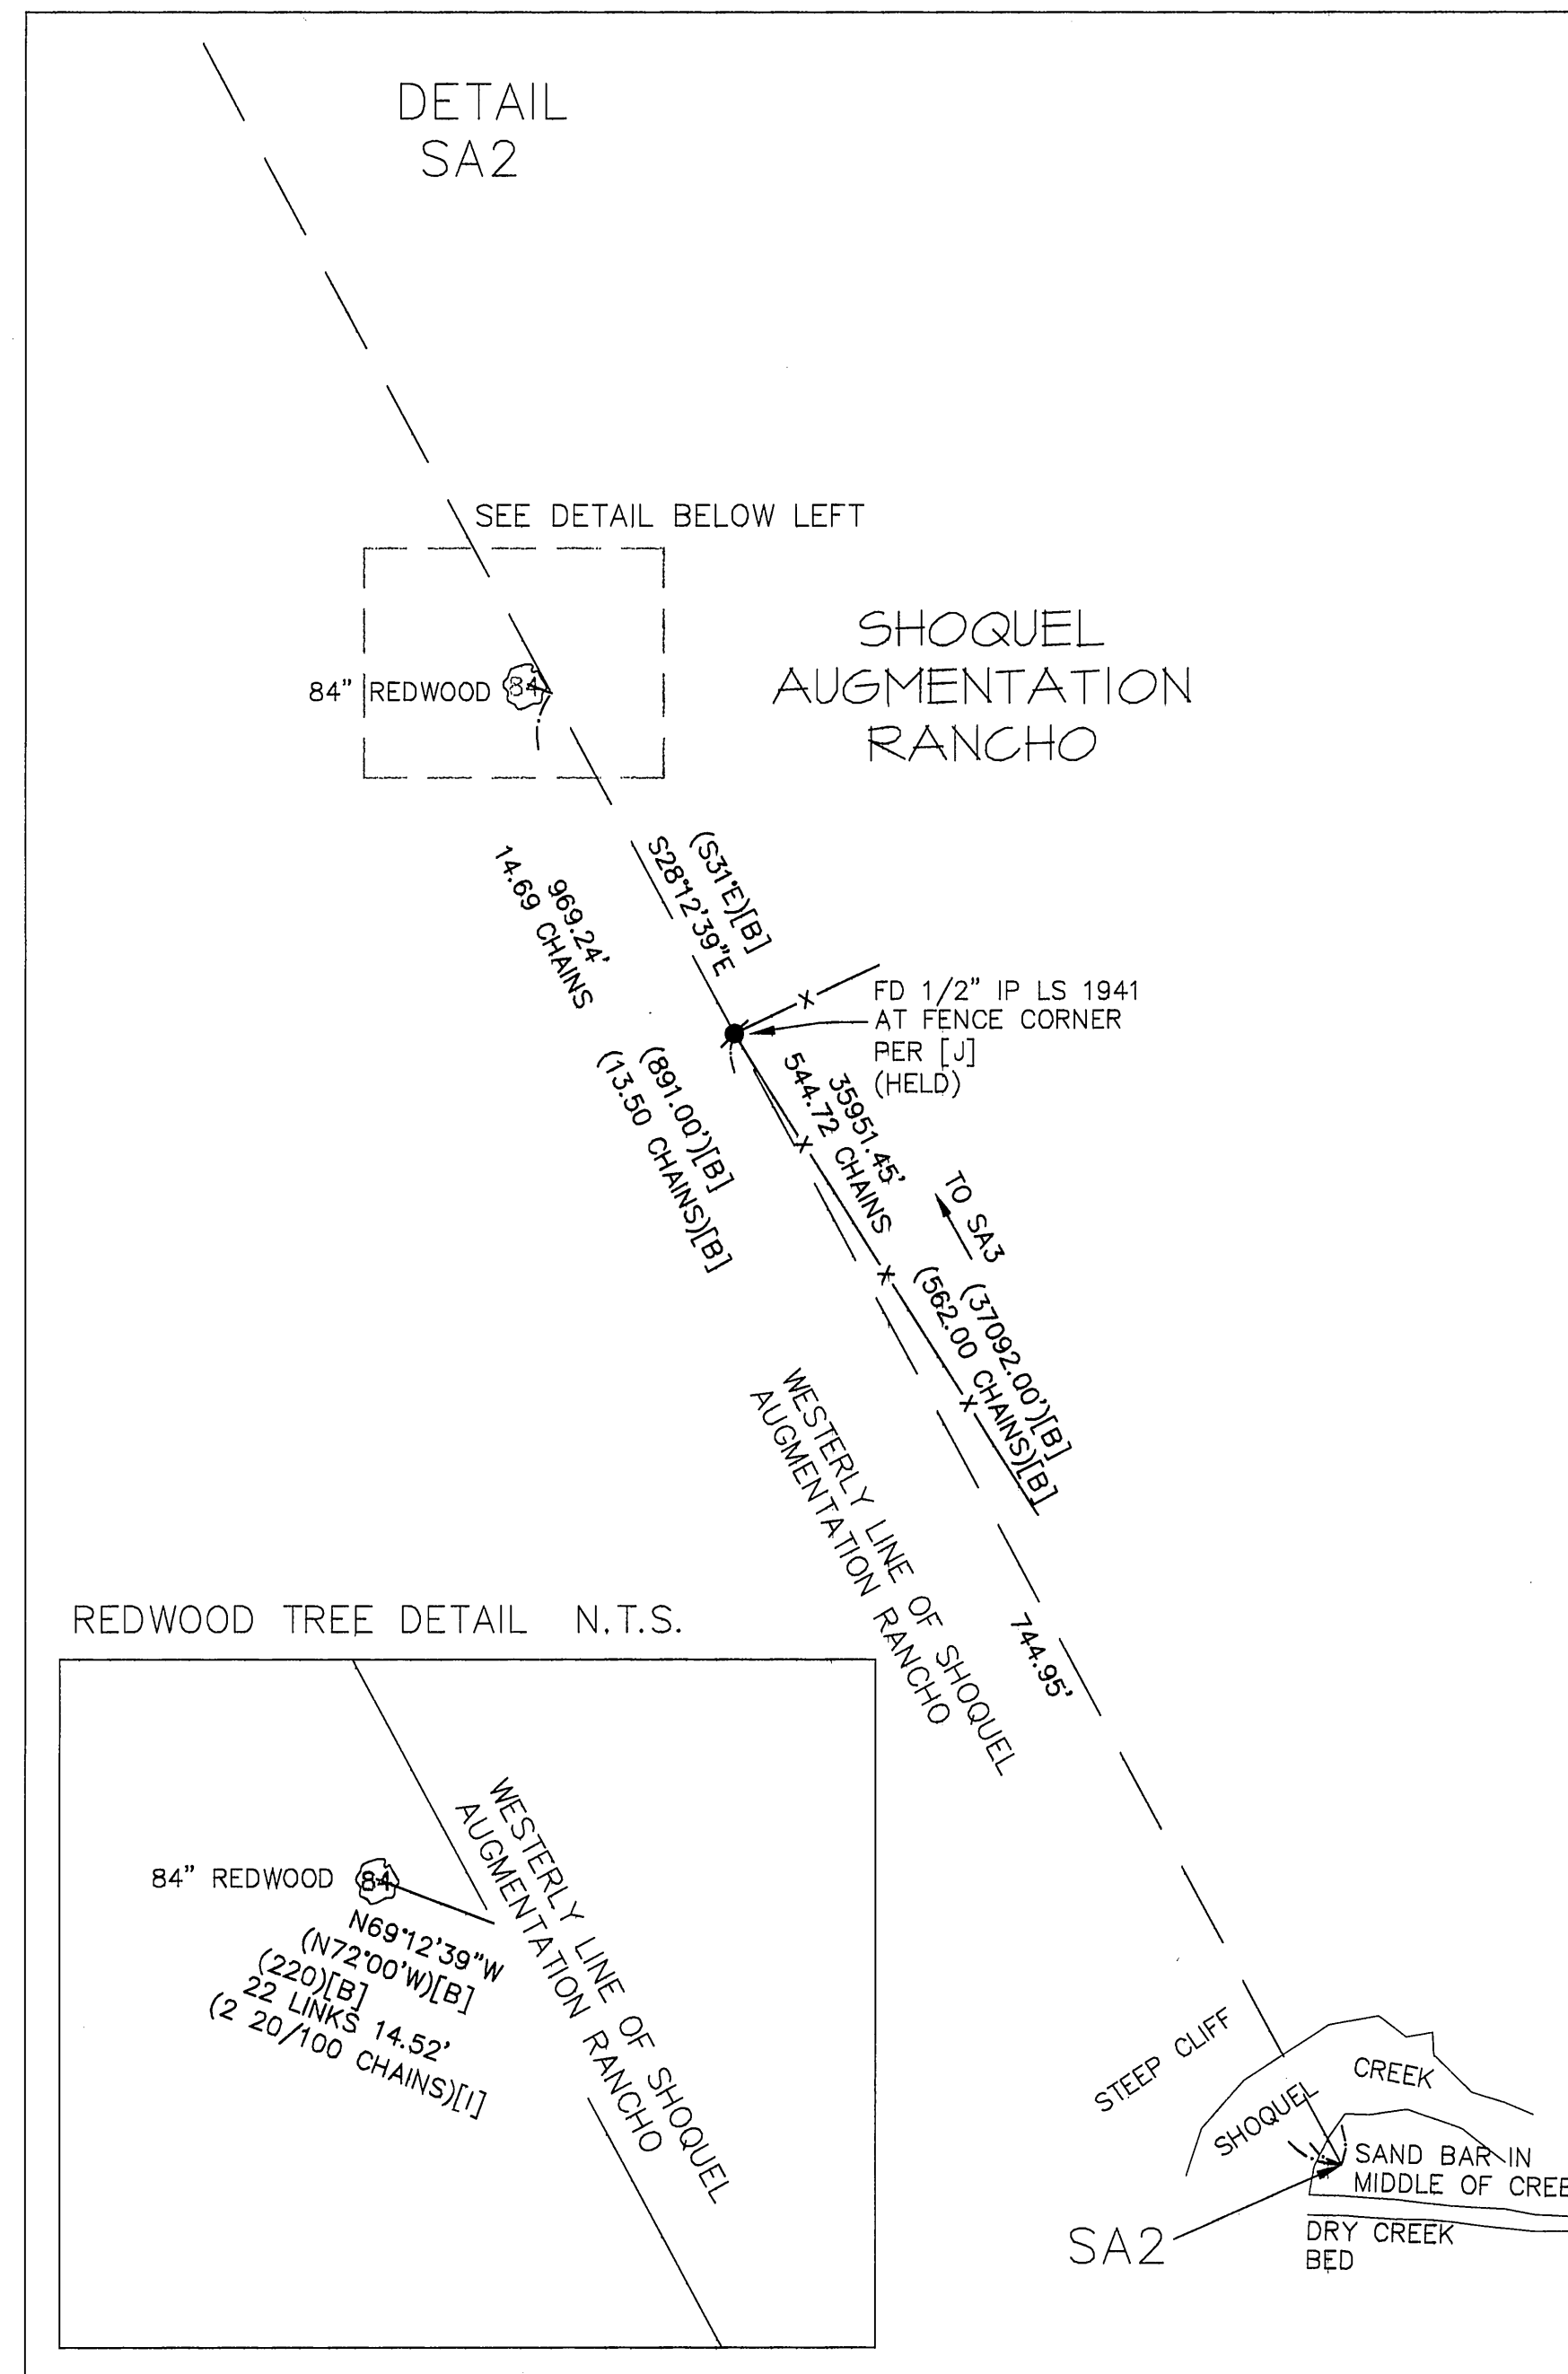 DETAIL
SA2
SEE DETAIL BELOW LEFT
SHOQUEL
AUGMENTATION
RANCHO
84" REDWOOD
84
(S31°E)[B]
S28°12'39"E
969.24'
14.69 CHAINS
(891.00')[B]
(13.50 CHAINS)[B]
FD 1/2" IP LS 1941
AT FENCE CORNER
PER [J]
(HELD)
35951.45'
544.72 CHAINS
TO SA3
(37092.00')[B]
(562.00 CHAINS)[B]
WESTERLY LINE OF SHOQUEL
AUGMENTATION RANCHO
744.95'
REDWOOD TREE DETAIL N.T.S.
84" REDWOOD
84
N69°12'39"W
(N72°00'W)[B]
(220)[B]
22 LINKS 14.52'
(2 20/100 CHAINS)[I]
WESTERLY LINE OF SHOQUEL
AUGMENTATION RANCHO
STEEP CLIFF
SHOQUEL
CREEK
SAND BAR IN
MIDDLE OF CREE
SA2
DRY CREEK
BED